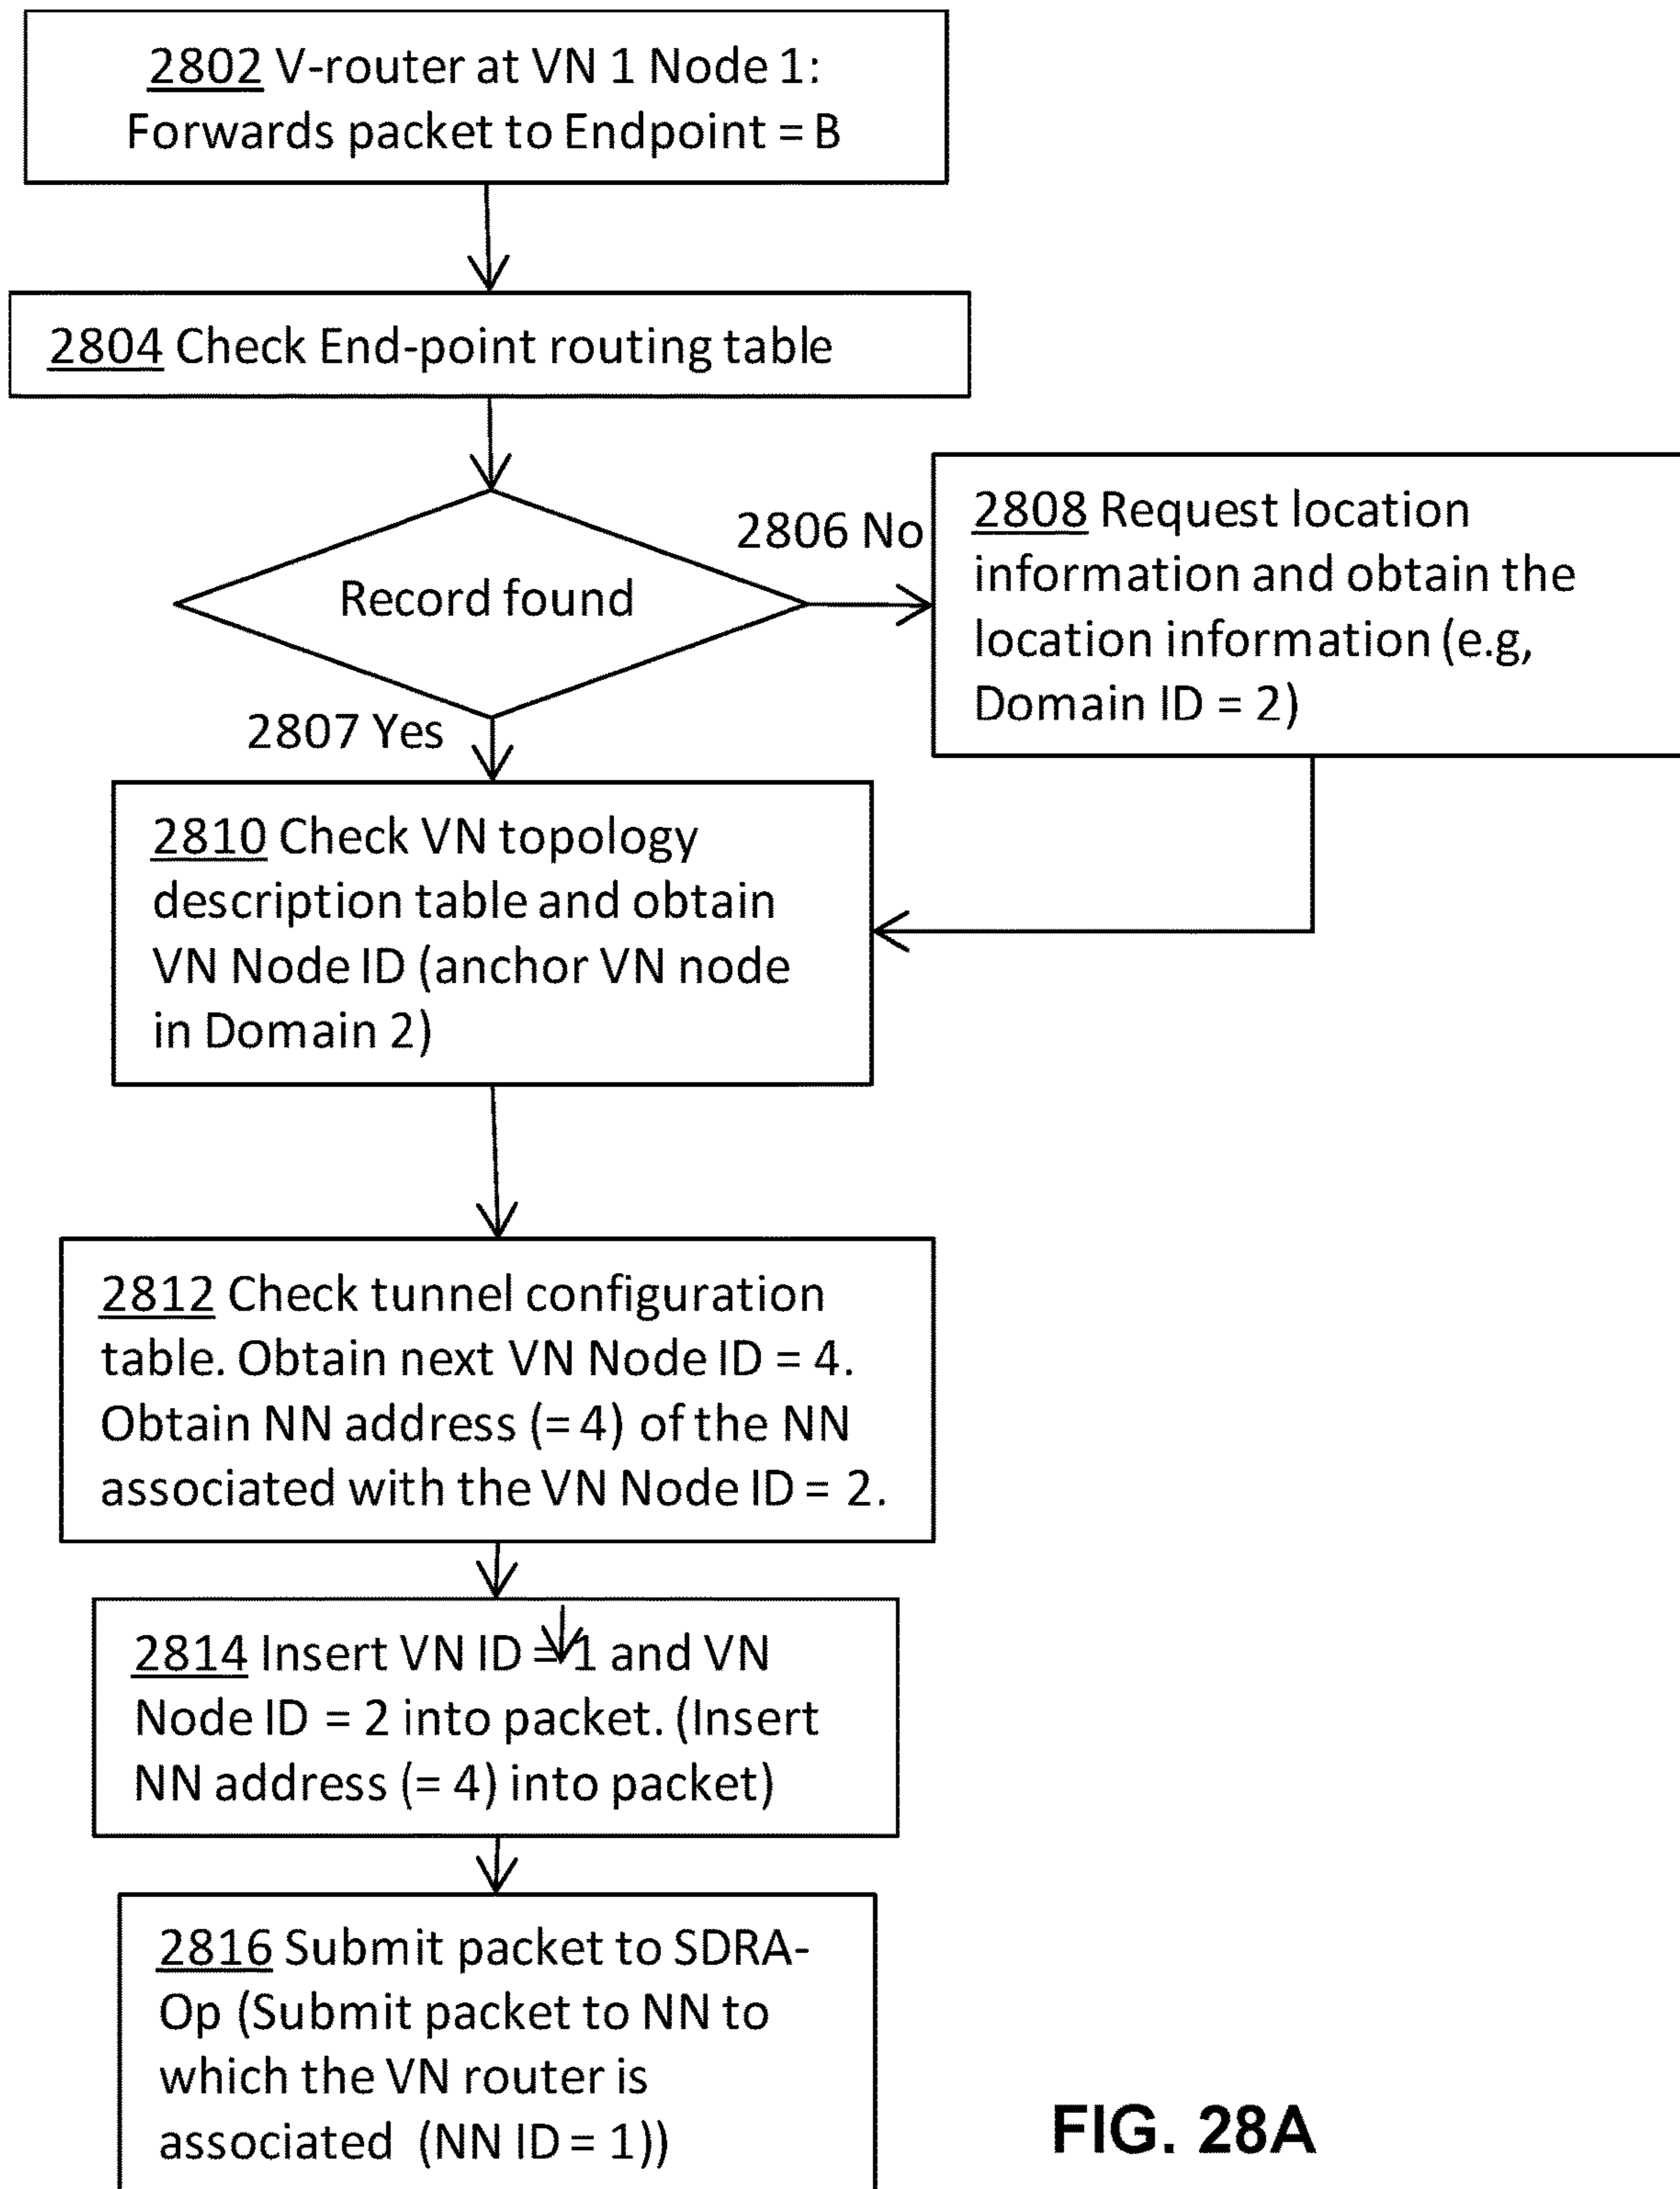 2802 V-router at VN 1 Node 1:
Forwards packet to Endpoint = B
2804 Check End-point routing table
Record found
2806 No
2808 Request location
information and obtain the
location information (e.g,
Domain ID = 2)
2807 Yes
2810 Check VN topology
description table and obtain
VN Node ID (anchor VN node
in Domain 2)
2812 Check tunnel configuration
table. Obtain next VN Node ID = 4.
Obtain NN address (= 4) of the NN
associated with the VN Node ID = 2.
2814 Insert VN ID = 1 and VN
Node ID = 2 into packet. (Insert
NN address (= 4) into packet)
2816 Submit packet to SDRA-
Op (Submit packet to NN to
which the VN router is
associated (NN ID = 1))
FIG. 28A